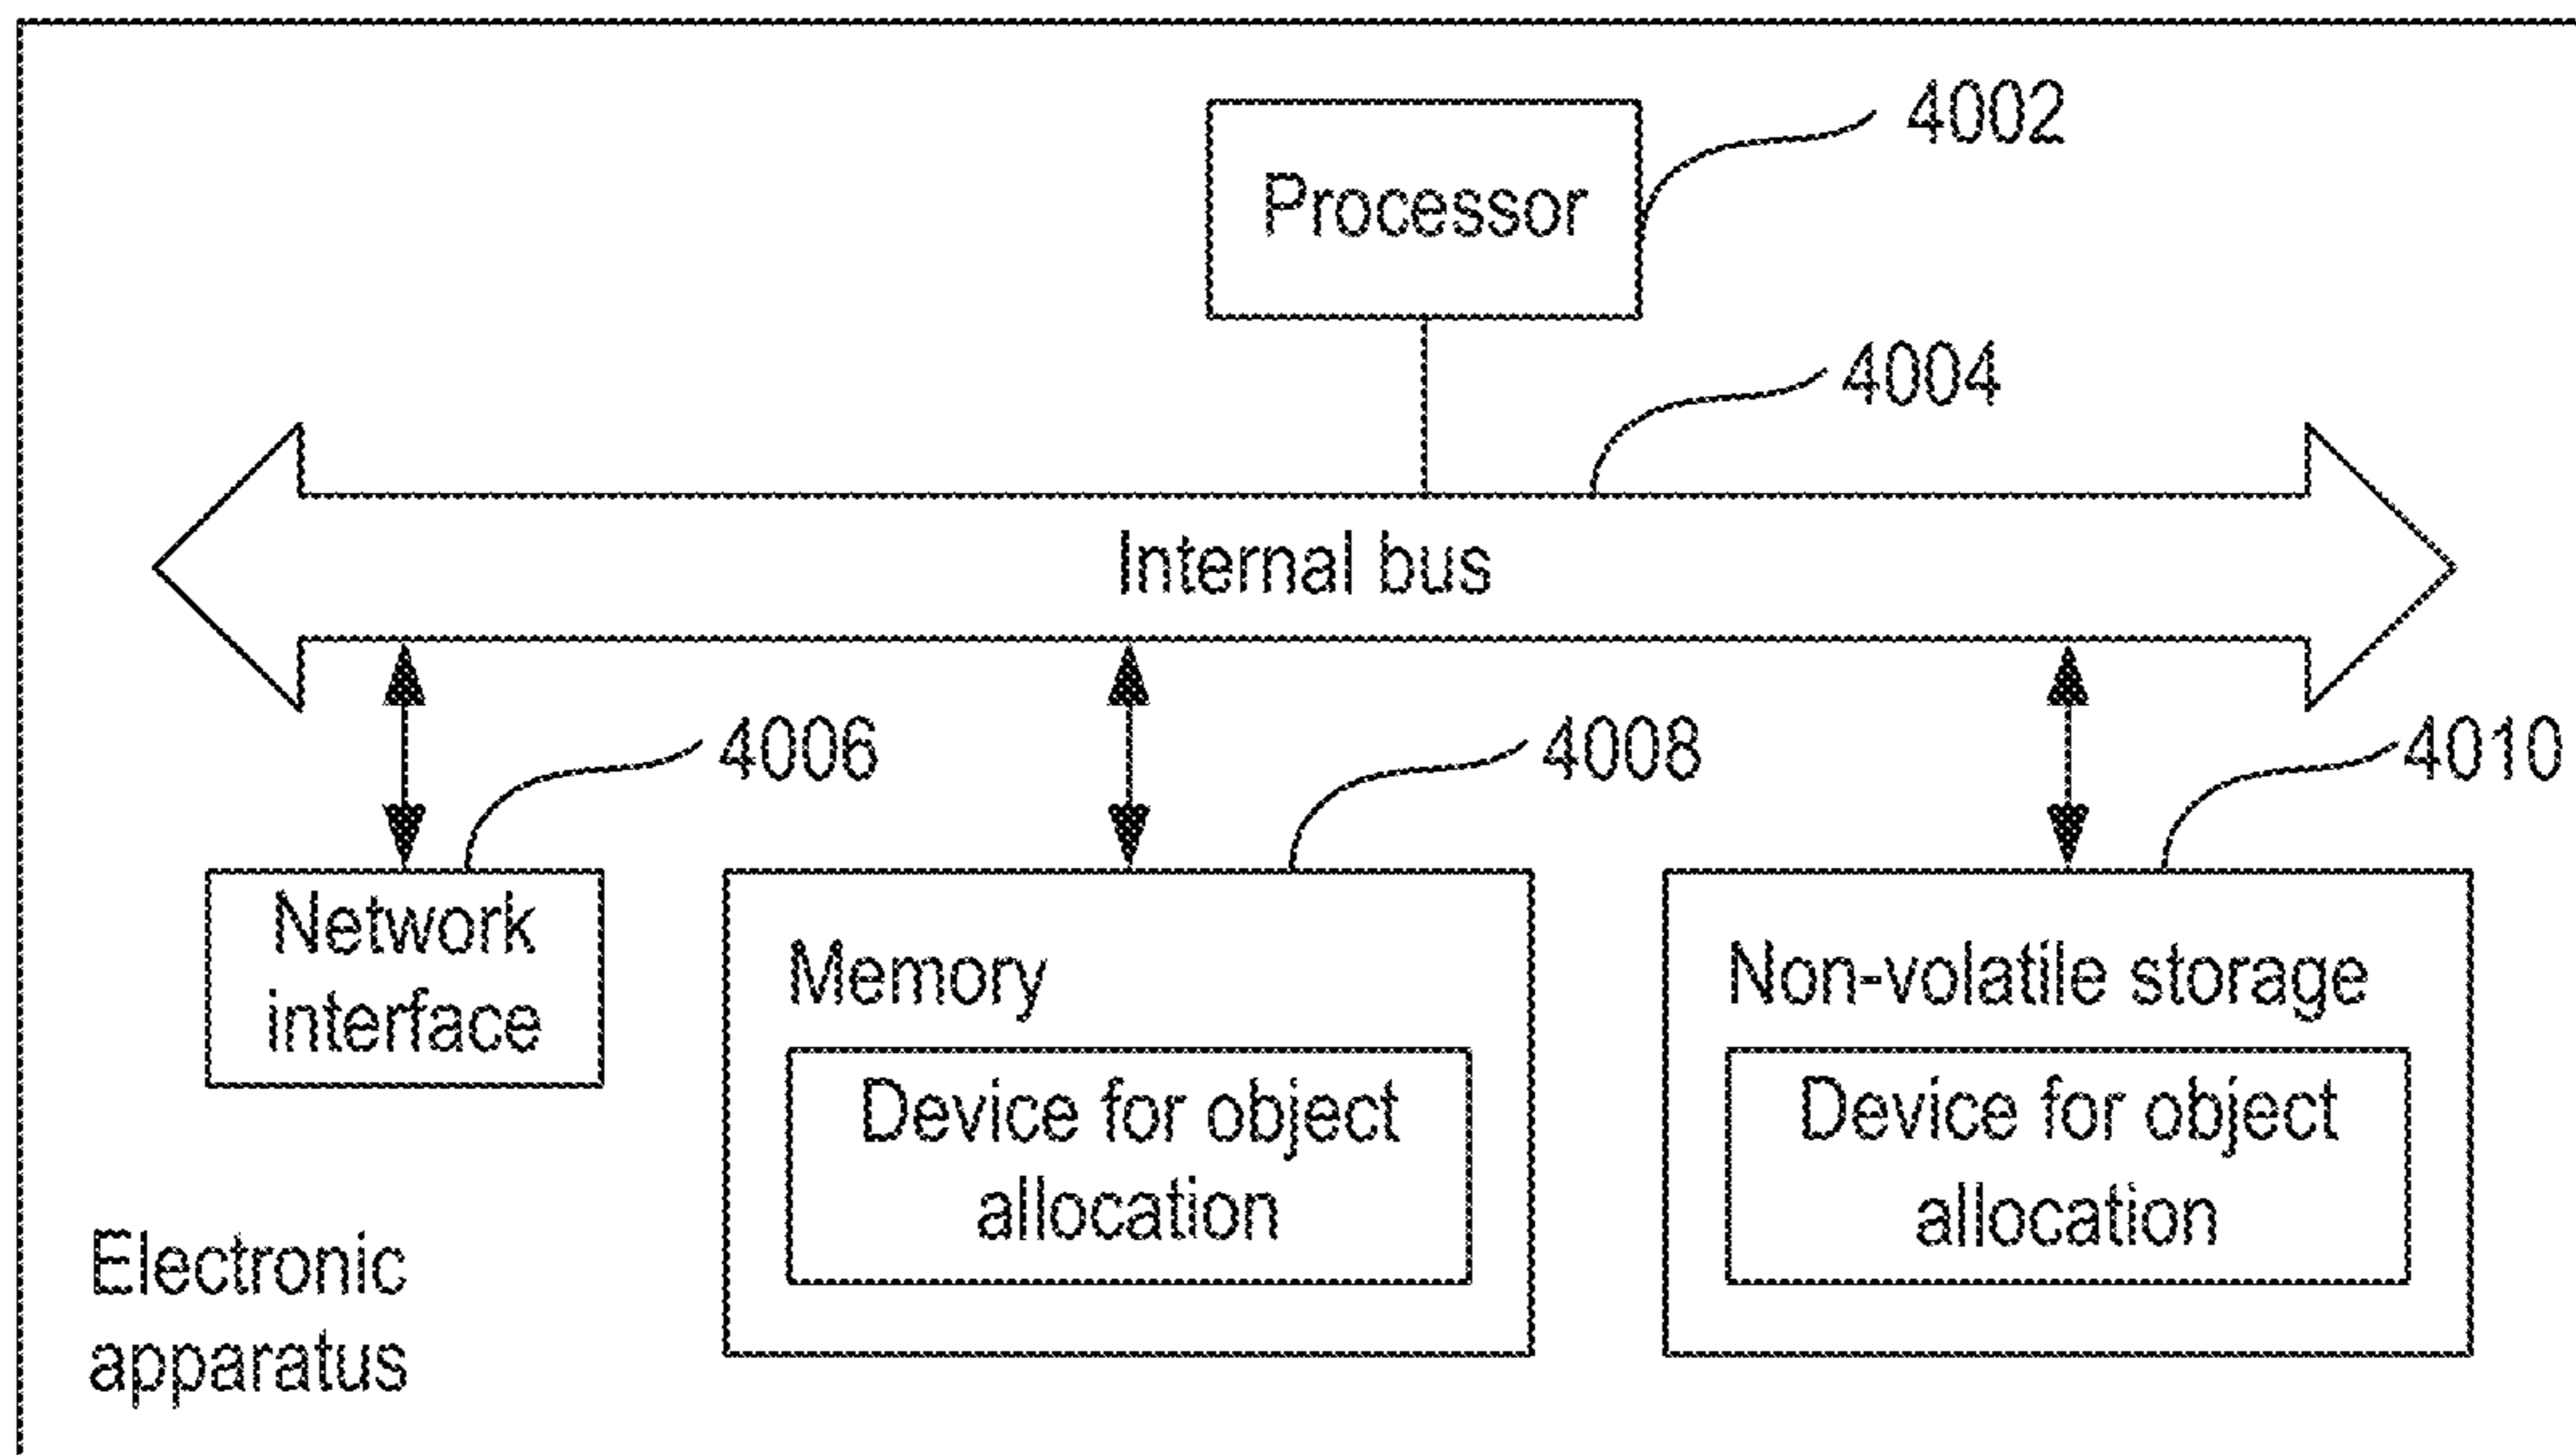 4002
Processor
4004
Internal bus
4006
4008
4010
Network
interface
Memory
Device for object
allocation
Non-volatile storage
Device for object
allocation
Electronic
apparatus